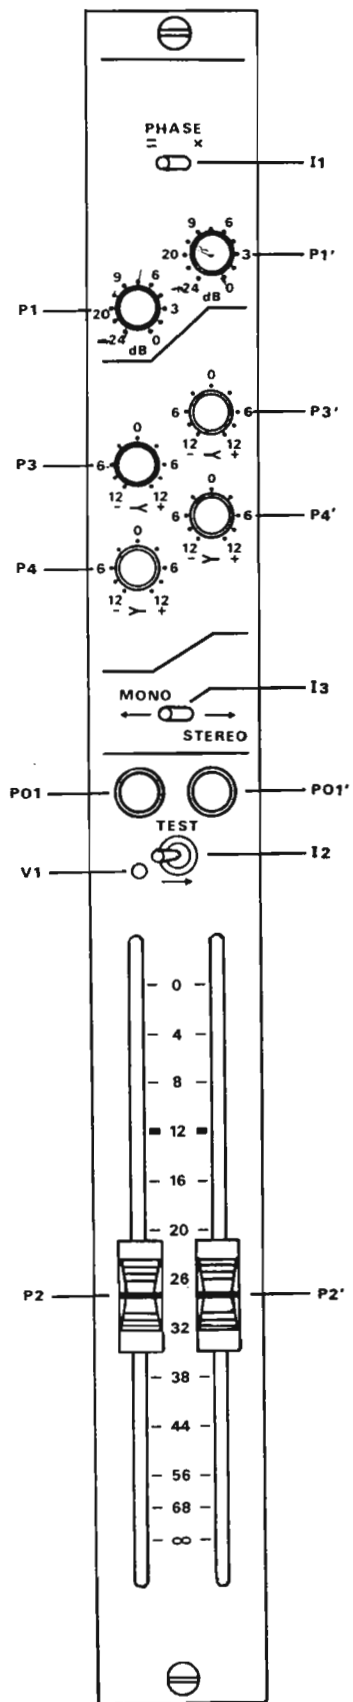 PHASE
= ×
I1
9 6
20 3 P1'
∞ 24 0
dB
9 6
P1 20 3
∞ 24 0
dB
0
6 6 P3'
12 12
- Y +
0
P3 6 6
12 12
- Y +
0
6 6 P4'
12 12
- Y +
0
P4 6 6
12 12
- Y +
I3
MONO
← →
STEREO
P01 P01'
TEST
I2
V1
→
0
4
8
12
16
20
26
P2 P2'
32
38
44
56
68
∞